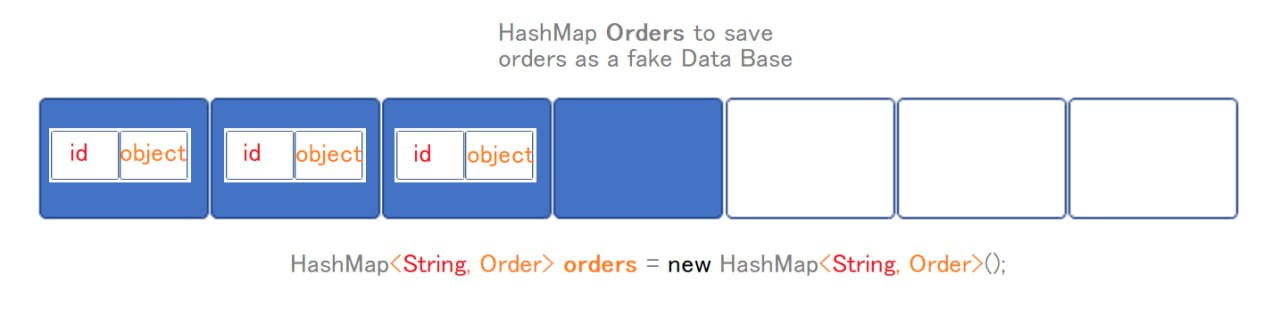 HashMap Orders to save
orders as a fake Data Base
id object id object id object
HashMap<String, Order> orders = new HashMap<String, Order>();